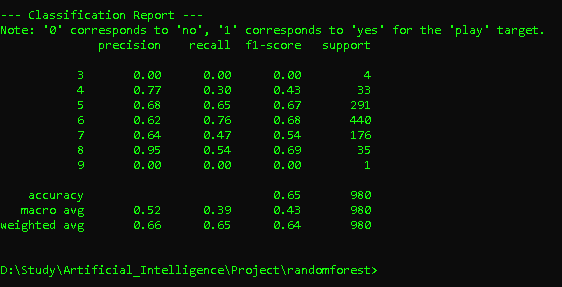 --- Classification Report ---
Note: '0' corresponds to 'no', '1' corresponds to 'yes' for the 'play' target.
precision recall f1-score support
3 0.00 0.00 0.00 4
4 0.77 0.30 0.43 33
5 0.68 0.65 0.67 291
6 0.62 0.76 0.68 440
7 0.64 0.47 0.54 176
8 0.95 0.54 0.69 35
9 0.00 0.00 0.00 1
accuracy 0.65 980
macro avg 0.52 0.39 0.43 980
weighted avg 0.66 0.65 0.64 980
D:\Study\Artificial_Intelligence\Project\randomforest>